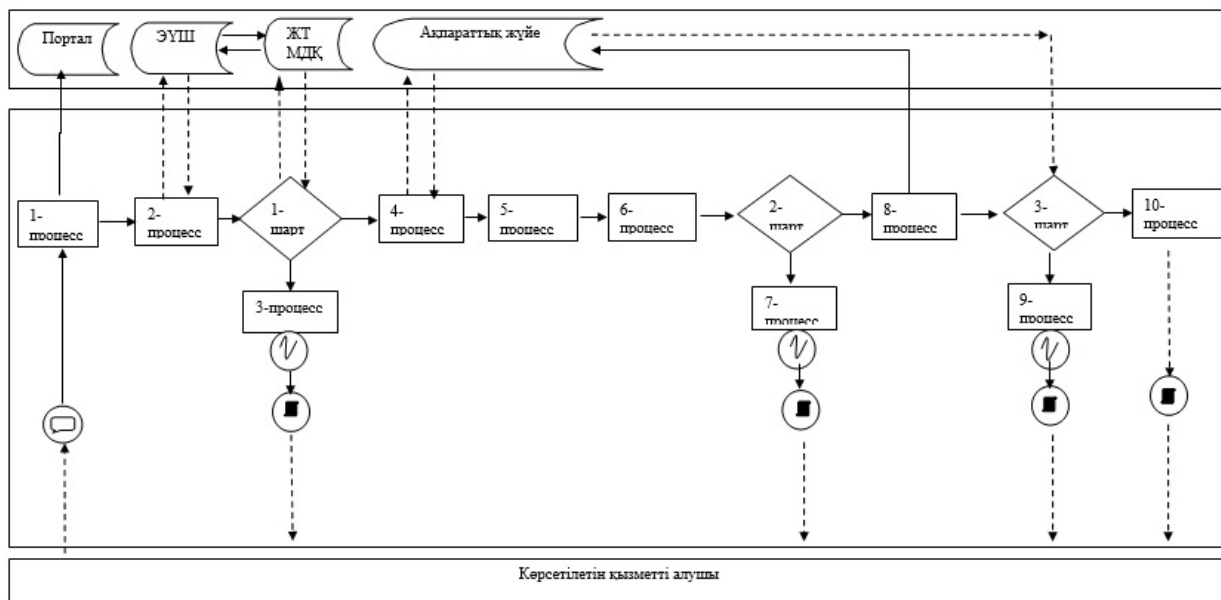 Портал
ЭҮШ
ЖТ
МДҚ
Ақпараттық жүйе
1-
процесс
2-
процесс
1-
шарт
4-
процесс
5-
процесс
6-
процесс
2-
шарт
8-
процесс
3-
шарт
10-
процесс
3-процесс
7-
процесс
9-
процесс
Көрсетілетін қызметті алушы